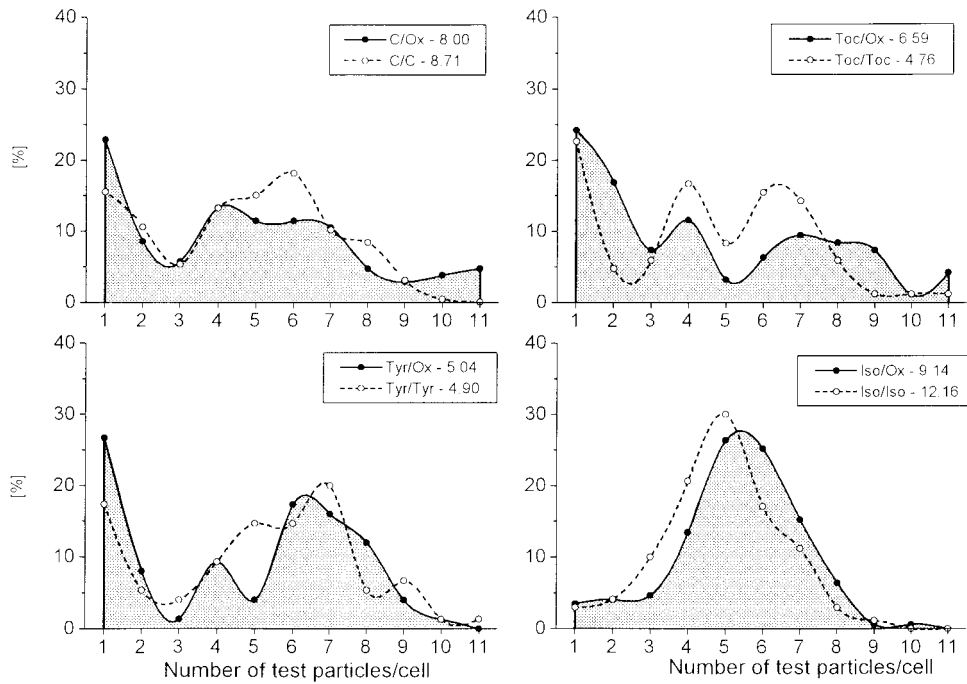 40
30
20
10
0
[%]
C/Ox - 8.00
C/C - 8.71
1 2 3 4 5 6 7 8 9 10 11
40
30
20
10
0
Toc/Ox - 6.59
Toc/Toc - 4.76
1 2 3 4 5 6 7 8 9 10 11
40
30
20
10
0
[%]
Tyr/Ox - 5.04
Tyr/Tyr - 4.90
1 2 3 4 5 6 7 8 9 10 11
Number of test particles/cell
40
30
20
10
0
Iso/Ox - 9.14
Iso/Iso - 12.16
1 2 3 4 5 6 7 8 9 10 11
Number of test particles/cell